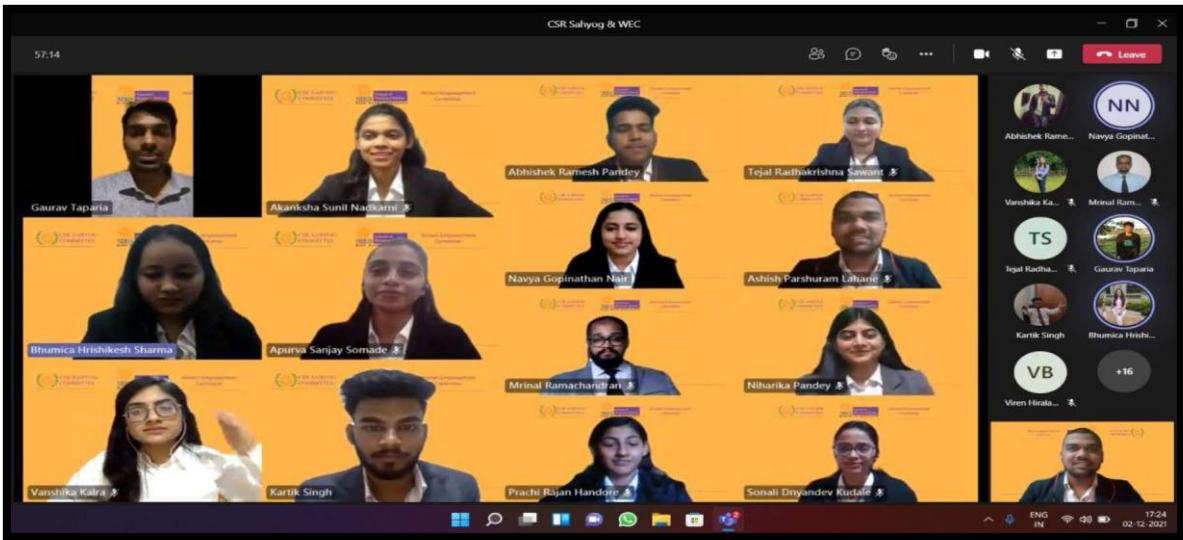 CSR Sahyog & WEC
57:14
Leave
Gaurav Taparia
Akanksha Sunil Nadkarni
Abhishek Ramesh Pandey
Tejal Radhakrishna Sawant
Navya Gopinathan Nair
Ashish Parshuram Lahane
Bhumica Hrishikesh Sharma
Apurva Sanjay Somade
Mrinal Ramachandran
Niharika Pandey
Vanshika Kalra
Kartik Singh
Prachi Rajan Handore
Sonali Dnyandev Kudale
NN
Abhishek Rame...
Navya Gopinat...
Vanshika Ka...
Mrinal Ram...
TS
Tejal Radha...
Gaurav Taparia
Kartik Singh
Bhumica Hrishi...
VB
+16
Viren Hirala...
2
ENG
IN
17:24
02-12-2021